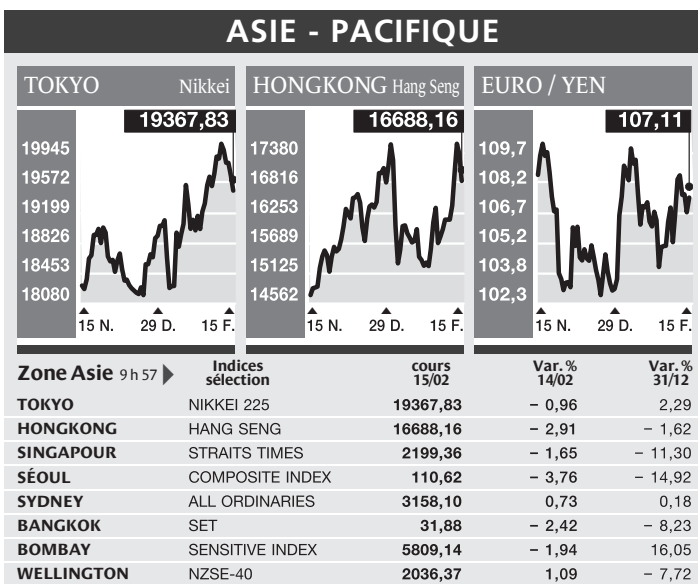 ASIE - PACIFIQUE
TOKYO Nikkei
19367,83
19945
19572
19199
18826
18453
18080
15 N. 29 D. 15 F.
HONGKONG Hang Seng
16688,16
17380
16816
16253
15689
15125
14562
15 N. 29 D. 15 F.
EURO / YEN
107,11
109,7
108,2
106,7
105,2
103,8
102,3
15 N. 29 D. 15 F.
Zone Asie 9 h 57 Indices sélection cours 15/02 Var. % 14/02 Var. % 31/12
TOKYO NIKKEI 225 19367,83 – 0,96 2,29
HONGKONG HANG SENG 16688,16 – 2,91 – 1,62
SINGAPOUR STRAITS TIMES 2199,36 – 1,65 – 11,30
SÉOUL COMPOSITE INDEX 110,62 – 3,76 – 14,92
SYDNEY ALL ORDINARIES 3158,10 0,73 0,18
BANGKOK SET 31,88 – 2,42 – 8,23
BOMBAY SENSITIVE INDEX 5809,14 – 1,94 16,05
WELLINGTON NZSE-40 2036,37 1,09 – 7,72